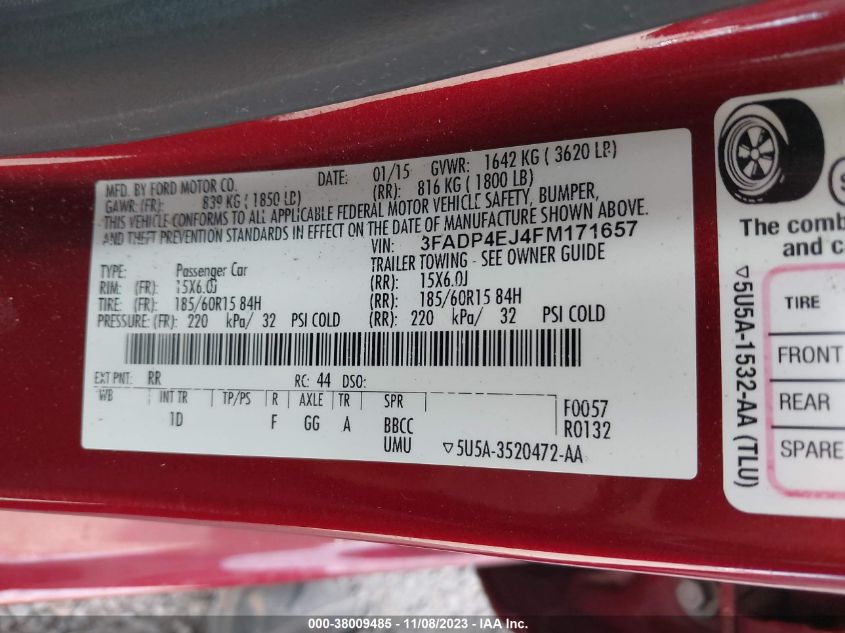 MFD. BY FORD MOTOR CO. DATE: 01/15 GVWR: 1642 KG ( 3620 LB)
GAWR: (FR): 839 KG ( 1850 LB) (RR): 816 KG ( 1800 LB)
THIS VEHICLE CONFORMS TO ALL APPLICABLE FEDERAL MOTOR VEHICLE SAFETY, BUMPER,
AND THEFT PREVENTION STANDARDS IN EFFECT ON THE DATE OF MANUFACTURE SHOWN ABOVE.
VIN: 3FADP4EJ4FM171657
TYPE: Passenger Car TRAILER TOWING - SEE OWNER GUIDE
RIM: (FR): 15X6.0J (RR): 15X6.0J
TIRE: (FR): 185/60R15 84H (RR): 185/60R15 84H
PRESSURE: (FR): 220 kPa/ 32 PSI COLD (RR): 220 kPa/ 32 PSI COLD
EXT PNT: RR RC: 44 DSO:
WB INT TR TP/PS R AXLE TR SPR
- 1D F GG A BBCC
UMU
F0057
R0132
▽5U5A-3520472-AA
The comb
and c
TIRE
FRONT
REAR
SPARE
▽5U5A-1532-AA (TLU)
000-38009485 - 11/08/2023 - IAA Inc.